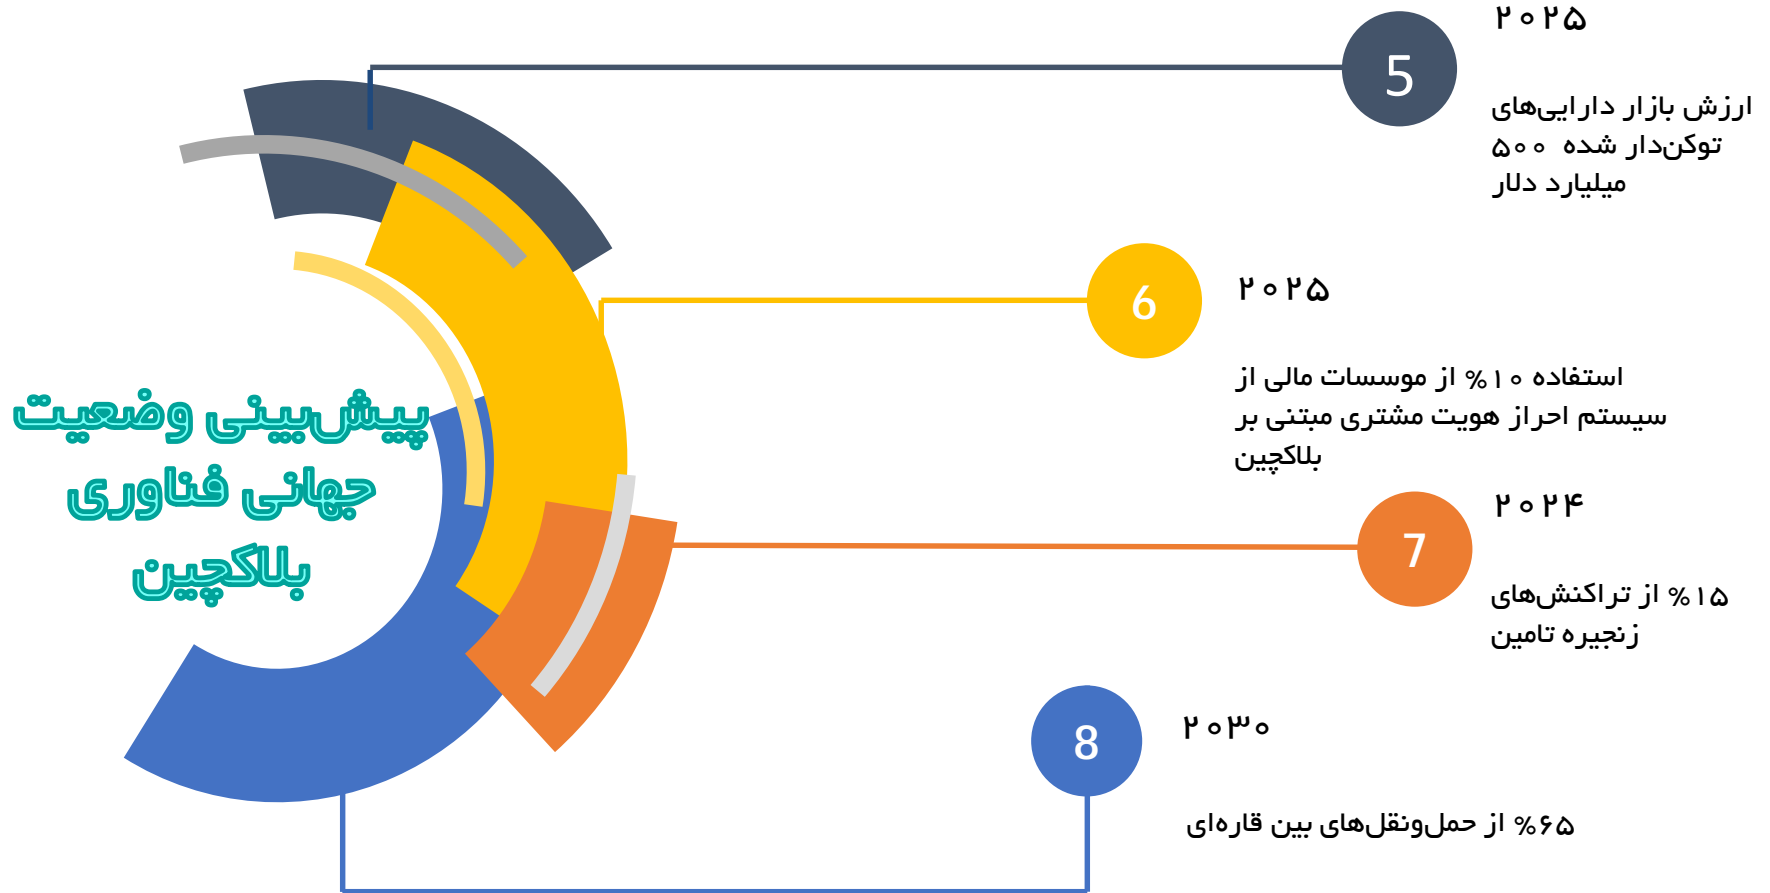 پیش‌بینی وضعیت
جهانی فناوری
بلاکچین
5
۲۰۲۵
ارزش بازار دارایی‌های
توکن‌دار شده ۵۰۰
میلیارد دلار
6
۲۰۲۵
استفاده ۱۰% از موسسات مالی از
سیستم احراز هویت مشتری مبتنی بر
بلاکچین
7
۲۰۲۴
۱۵% از تراکنش‌های
زنجیره تامین
8
۲۰۳۰
۶۵% از حمل‌ونقل‌های بین قاره‌ای